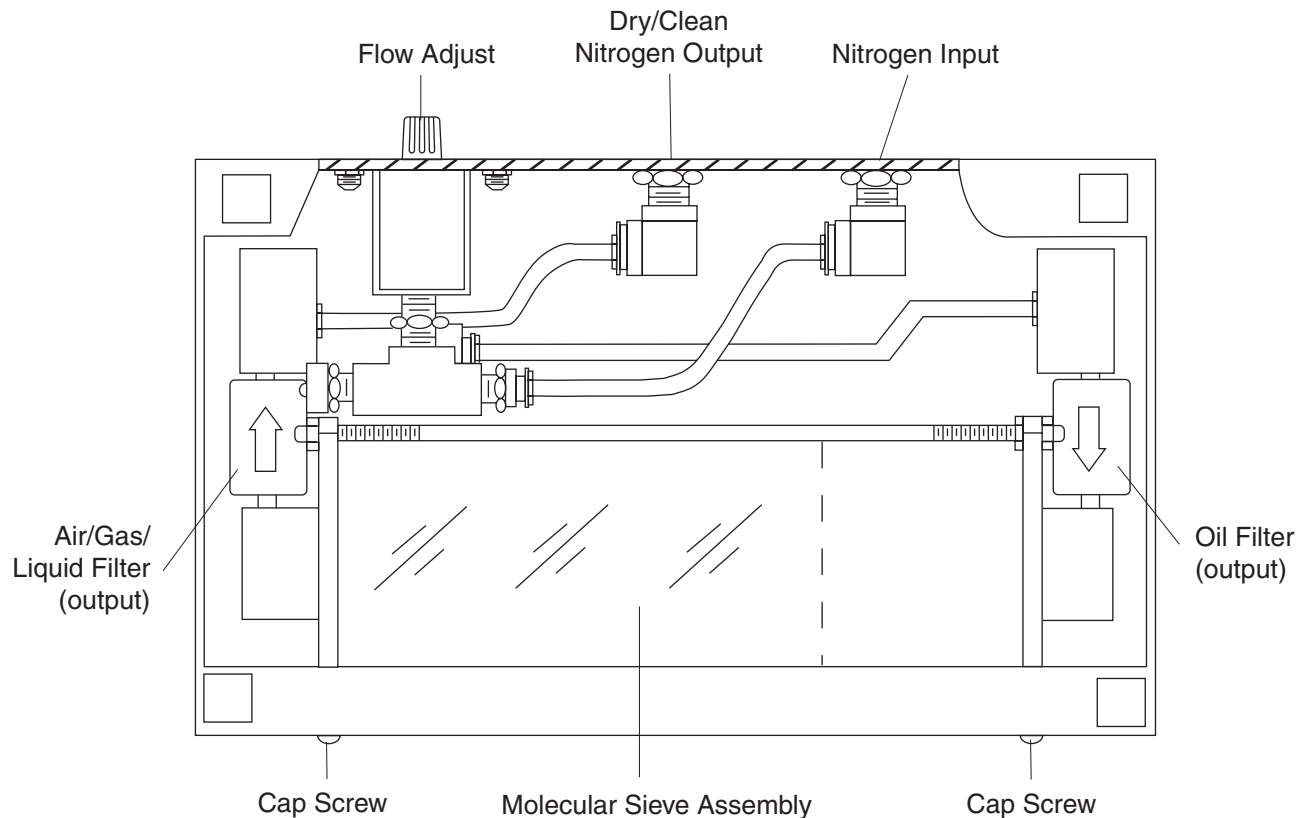 Flow Adjust
Dry/Clean
Nitrogen Output
Nitrogen Input
Air/Gas/
Liquid Filter
(output)
Oil Filter
(output)
Cap Screw
Molecular Sieve Assembly
Cap Screw